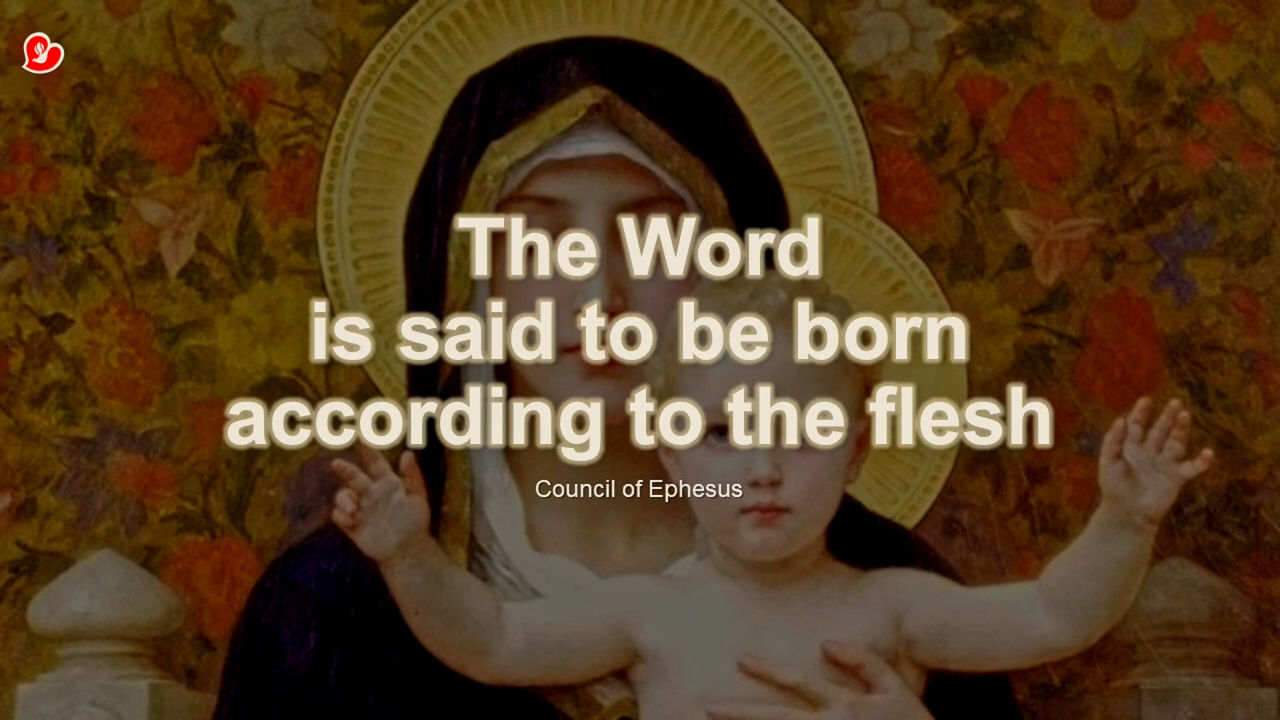 The Word
is said to be born
according to the flesh
Council of Ephesus